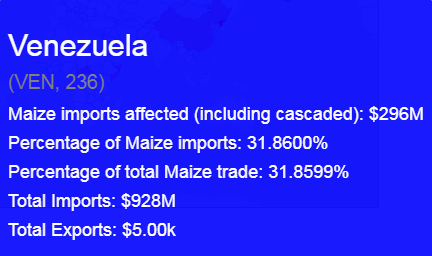 Venezuela
(VEN, 236)
Maize imports affected (including cascaded): $296M
Percentage of Maize imports: 31.8600%
Percentage of total Maize trade: 31.8599%
Total Imports: $928M
Total Exports: $5.00k